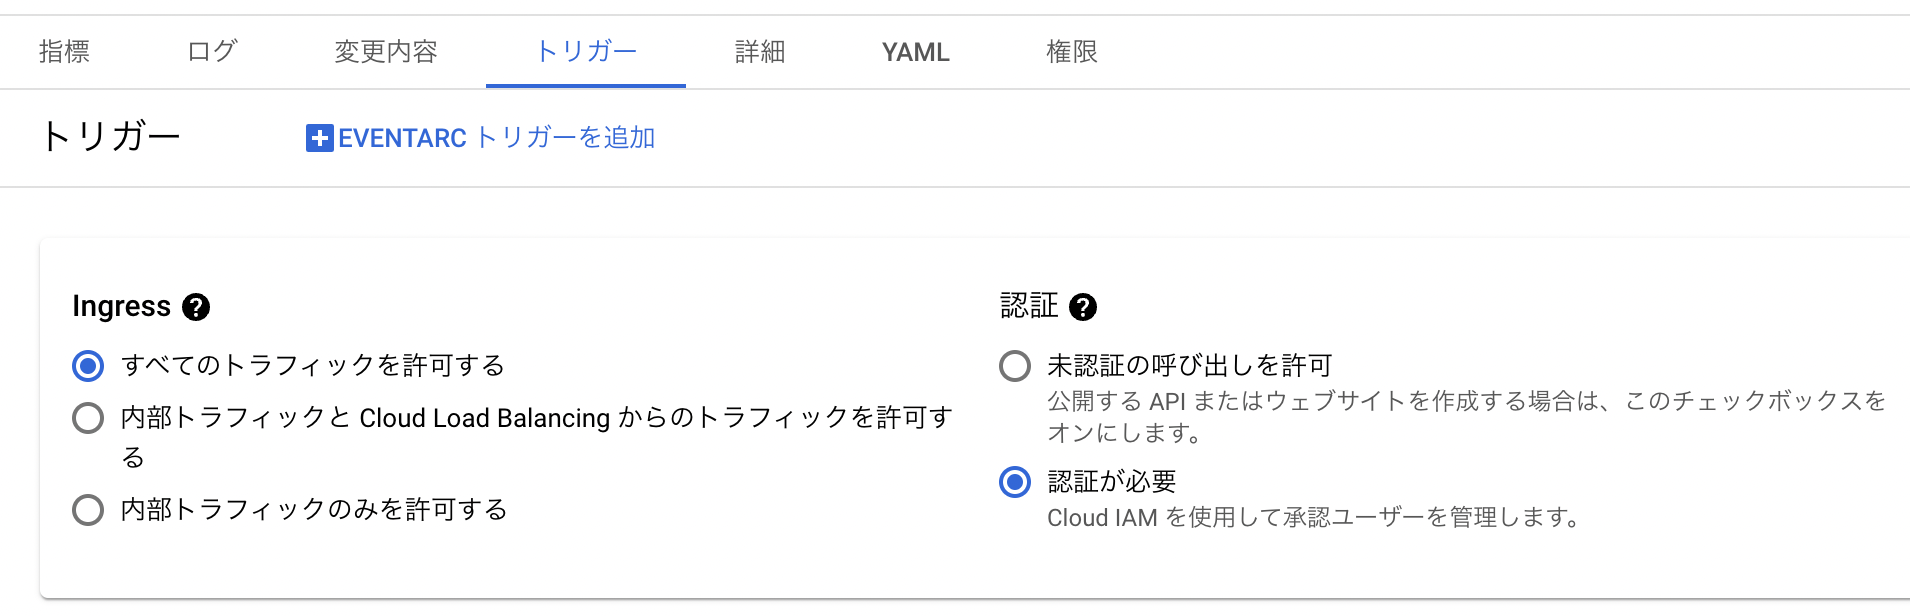 指標 ログ 変更内容 トリガー 詳細 YAML 権限
トリガー EVENTARC トリガーを追加
Ingress ?
すべてのトラフィックを許可する
内部トラフィックと Cloud Load Balancing からのトラフィックを許可す
る
内部トラフィックのみを許可する
認証 ?
未認証の呼び出しを許可
公開する API またはウェブサイトを作成する場合は、このチェックボックスを
オンにします。
認証が必要
Cloud IAM を使用して承認ユーザーを管理します。